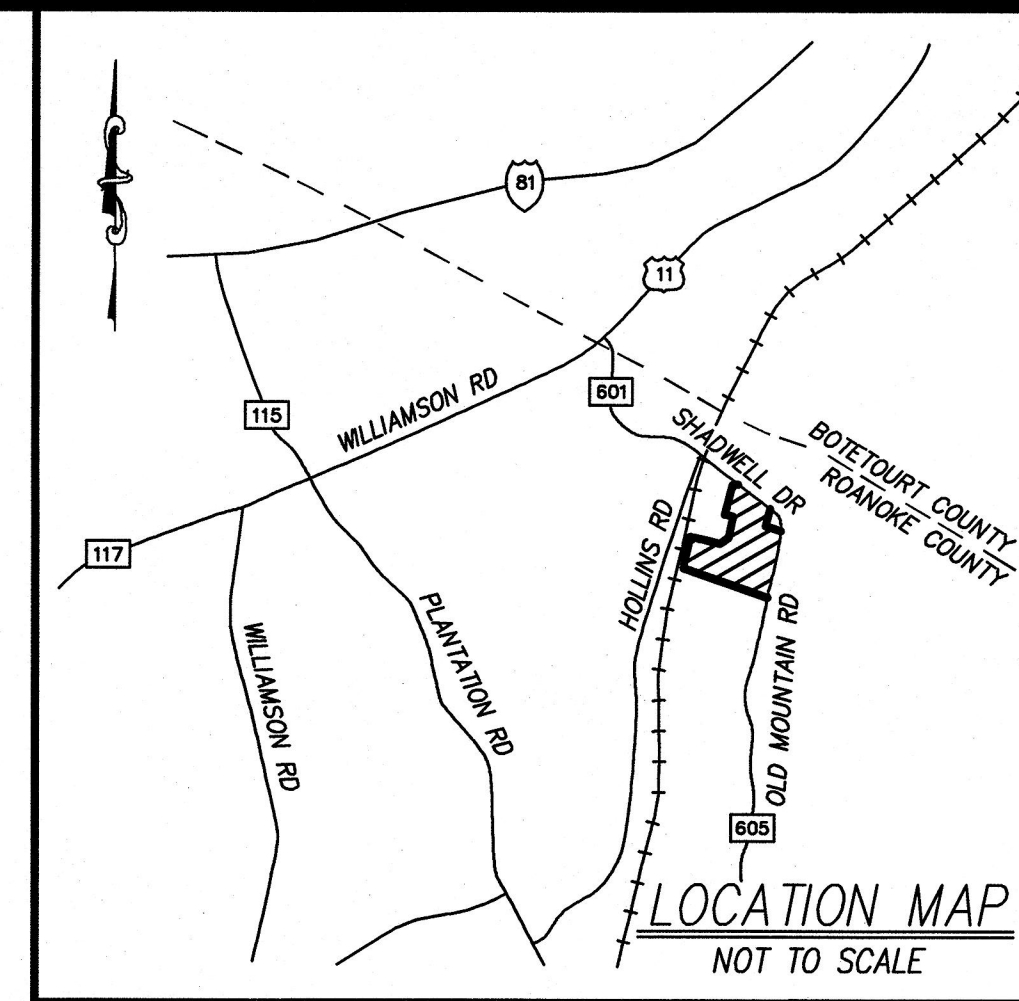 81
11
601
115
WILLIAMSON RD
SHADWELL DR
BOTETOURT COUNTY
ROANOKE COUNTY
117
HOLLINS RD
PLANTATION RD
WILLIAMSON RD
OLD MOUNTAIN RD
605
LOCATION MAP
NOT TO SCALE